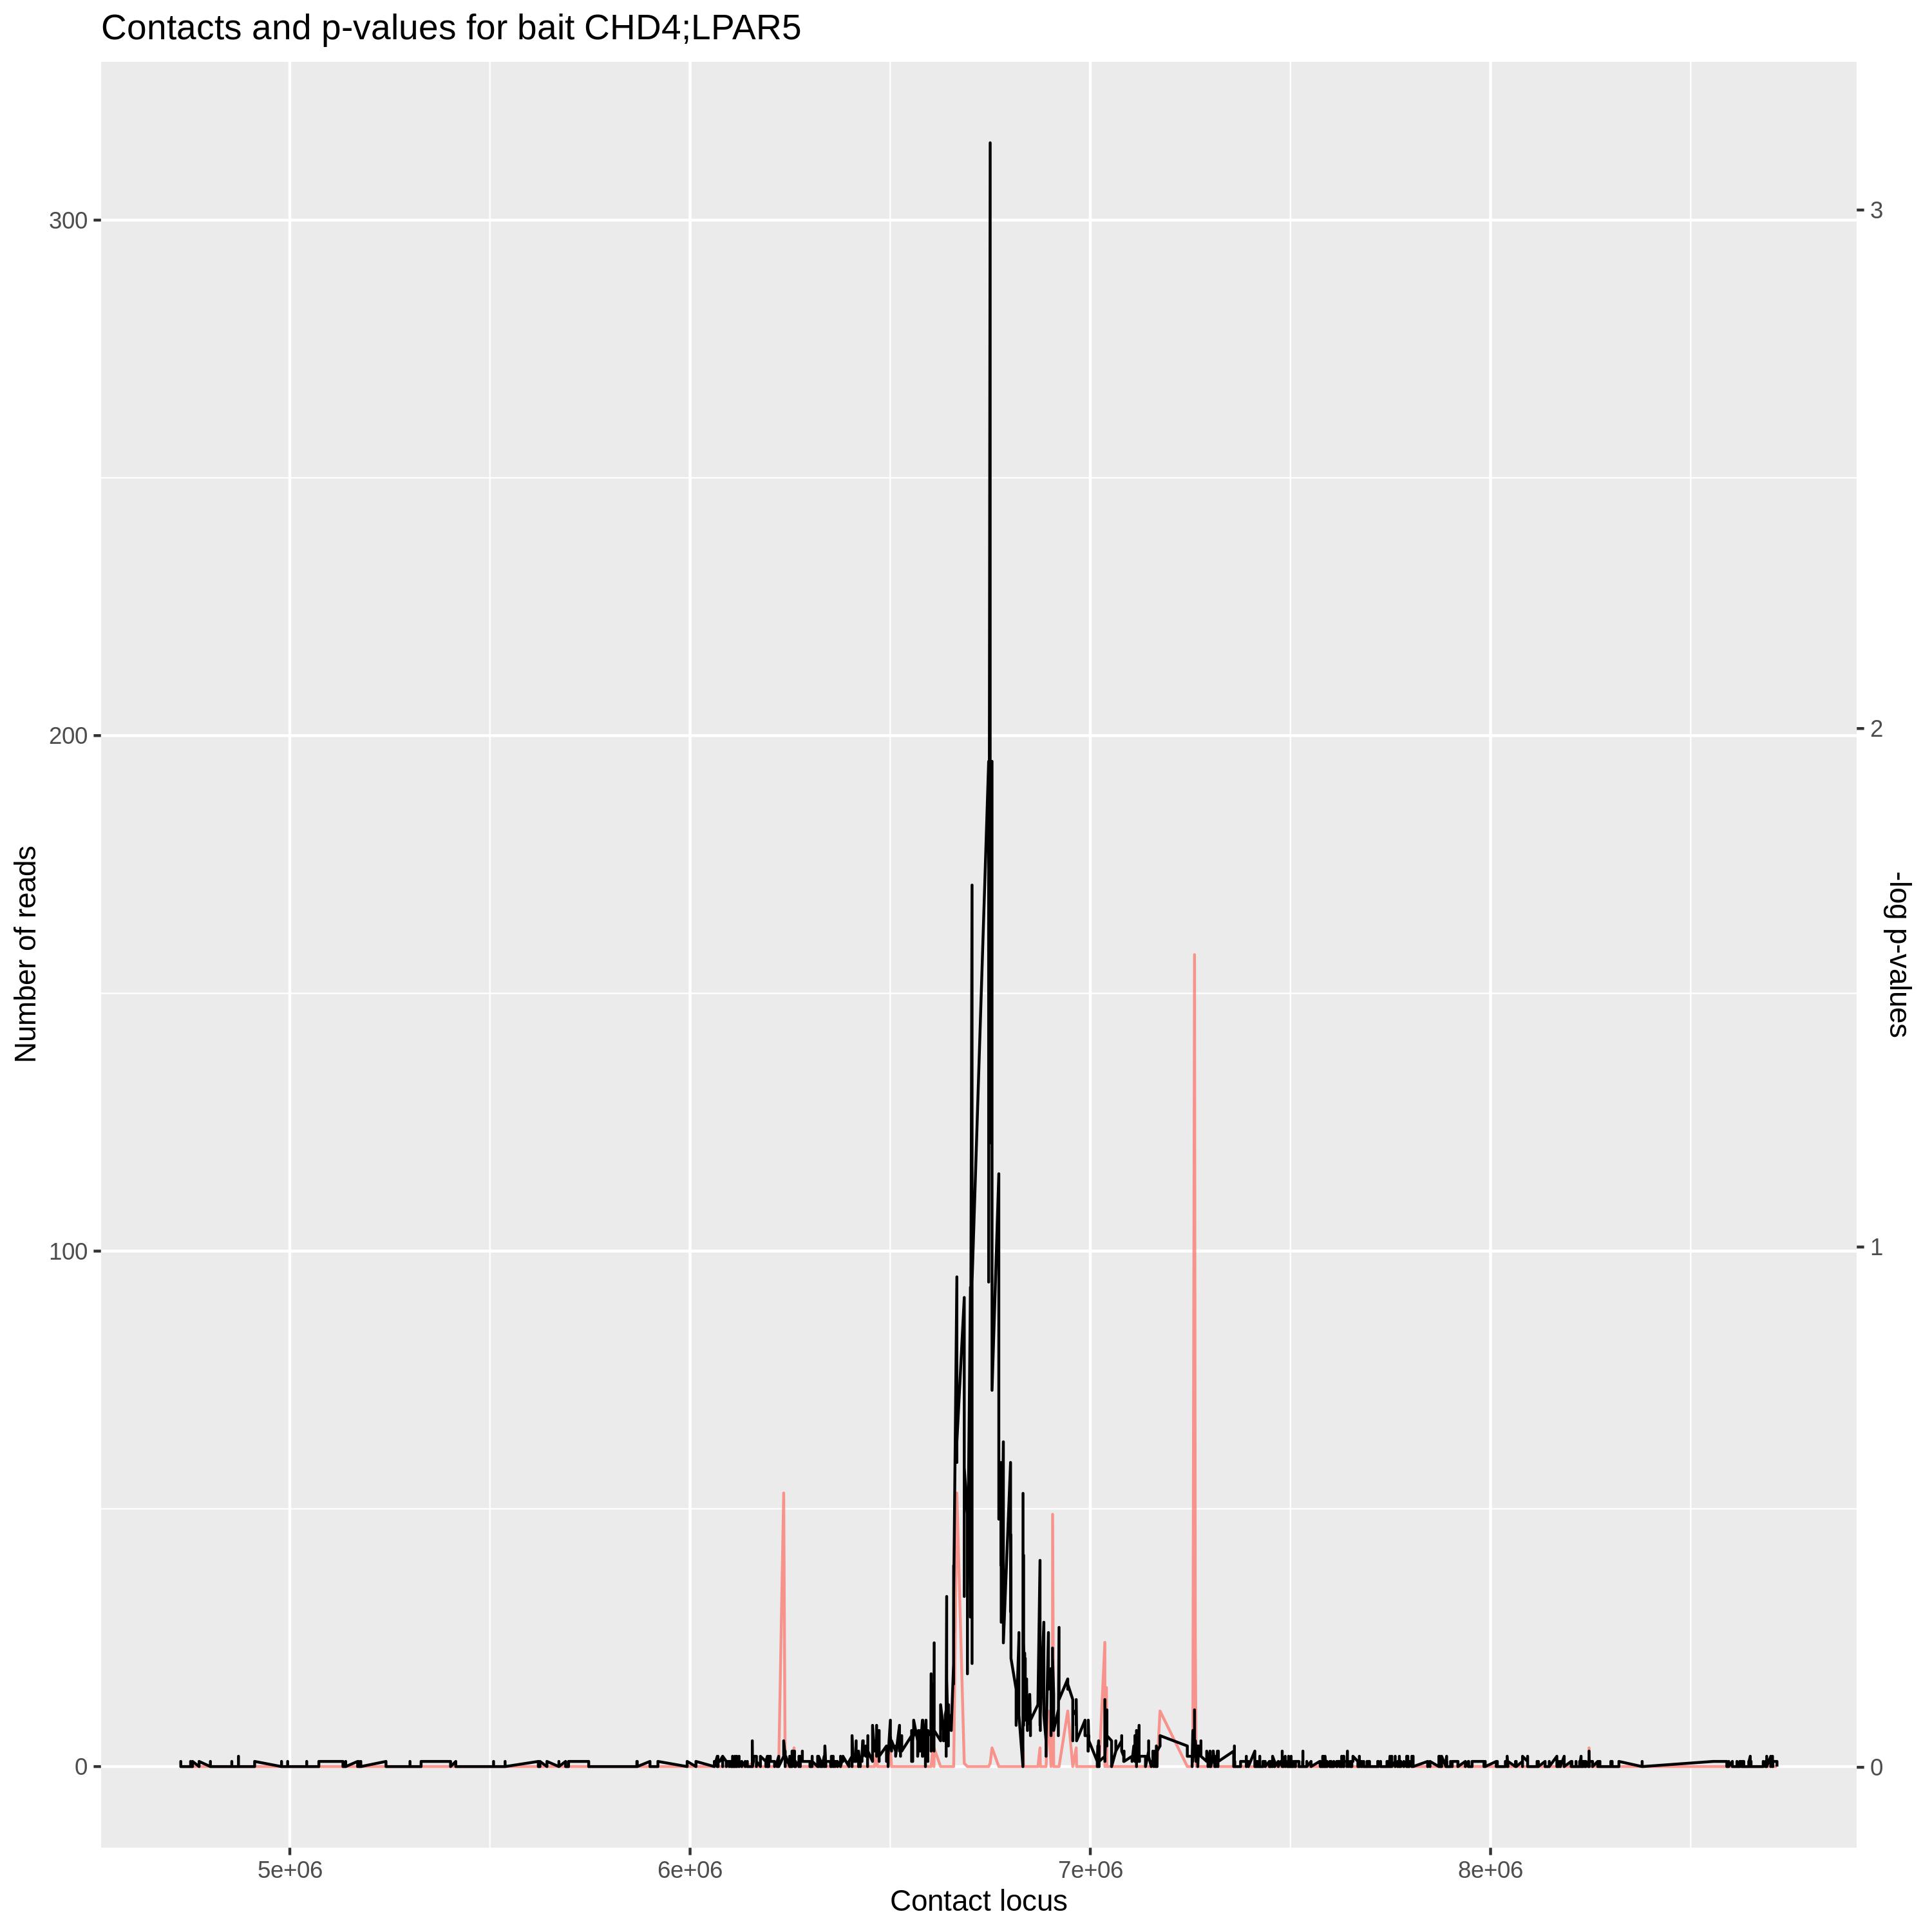 Contacts and p-values for bait CHD4;LPAR5
300
200
100
0
3
2
1
0
Number of reads
-log p-values
5e+06
6e+06
7e+06
8e+06
Contact locus